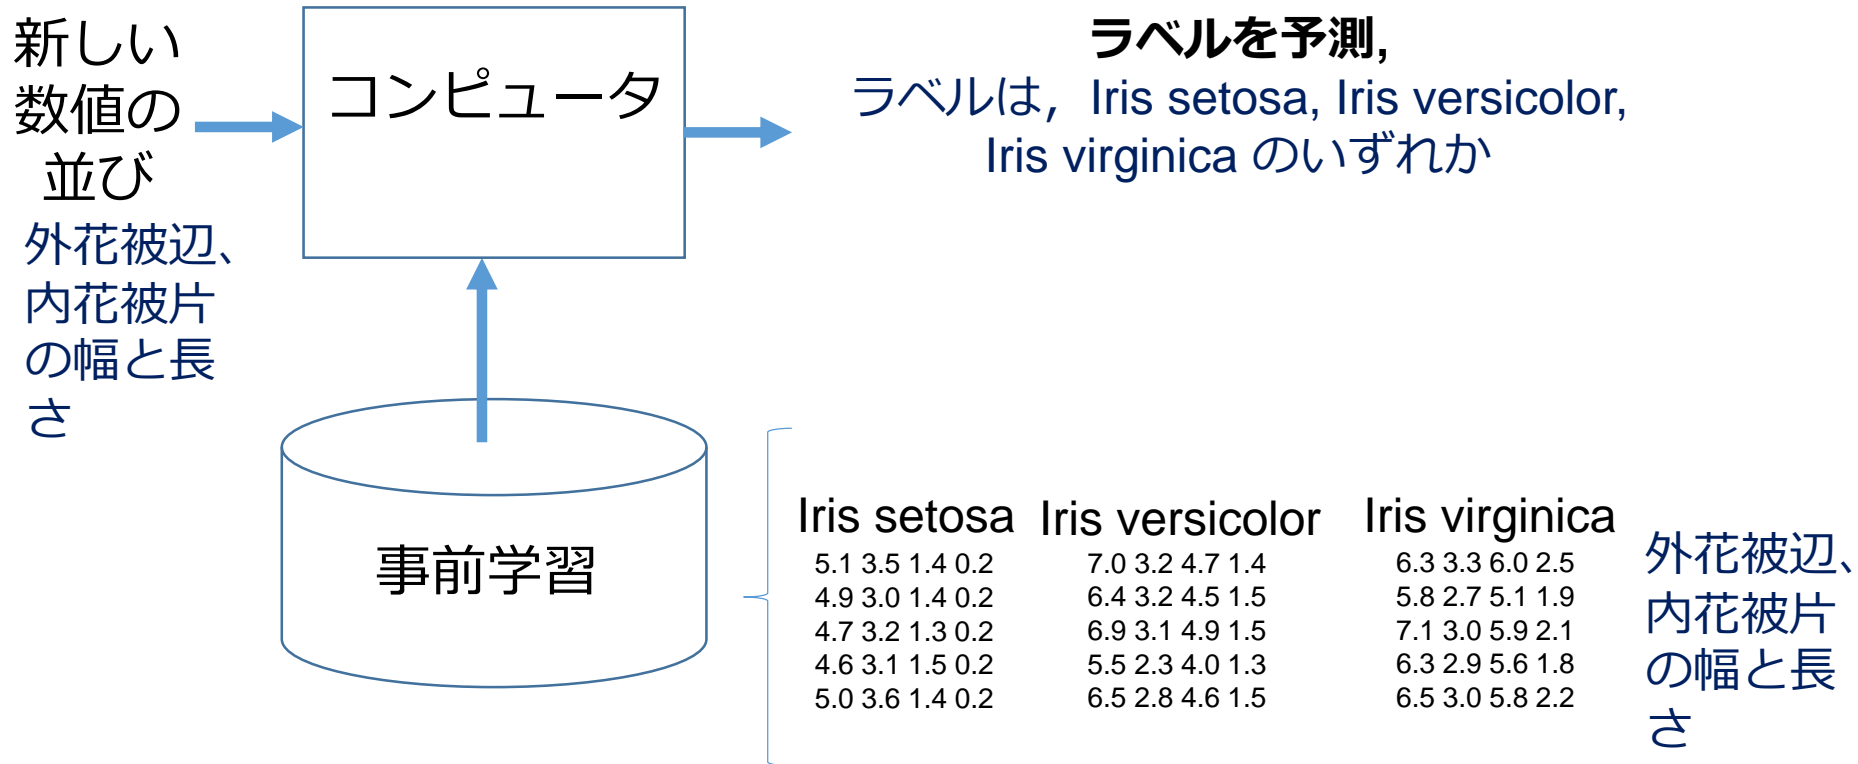 新しい
数値の
並び
外花被辺、
内花被片
の幅と長
さ
コンピュータ
ラベルを予測,
ラベルは，Iris setosa, Iris versicolor,
Iris virginica のいずれか
事前学習
Iris setosa
5.1 3.5 1.4 0.2
4.9 3.0 1.4 0.2
4.7 3.2 1.3 0.2
4.6 3.1 1.5 0.2
5.0 3.6 1.4 0.2
Iris versicolor
7.0 3.2 4.7 1.4
6.4 3.2 4.5 1.5
6.9 3.1 4.9 1.5
5.5 2.3 4.0 1.3
6.5 2.8 4.6 1.5
Iris virginica
6.3 3.3 6.0 2.5
5.8 2.7 5.1 1.9
7.1 3.0 5.9 2.1
6.3 2.9 5.6 1.8
6.5 3.0 5.8 2.2
外花被辺、
内花被片
の幅と長
さ